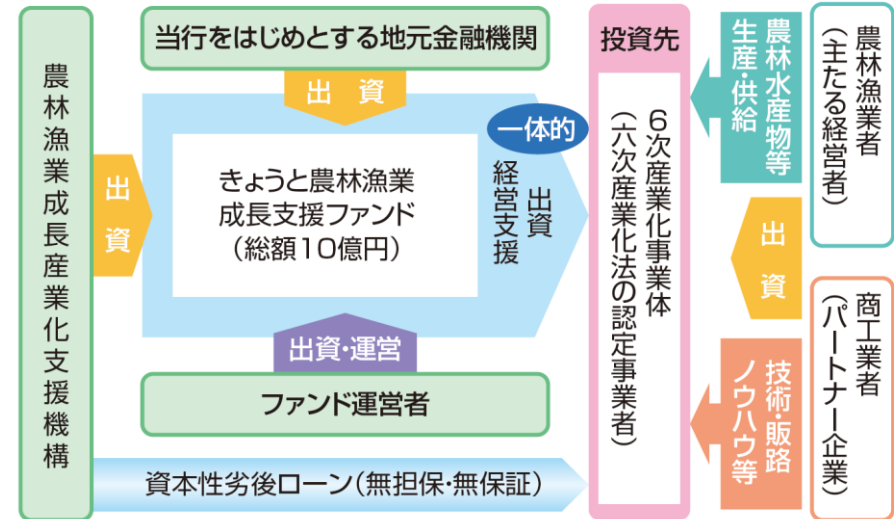 農林漁業成長産業化支援機構
出資
当行をはじめとする地元金融機関
出資
きょうと農林漁業
成長支援ファンド
(総額10億円)
一体的
出資
経営支援
出資・運営
ファンド運営者
資本性劣後ローン(無担保・無保証)
投資先
6次産業化事業体
(六次産業化法の認定事業者)
農林水産物等
生産・供給
出資
技術・販路
ノウハウ等
農林漁業者
(主たる経営者)
商工業者
(パートナー企業)